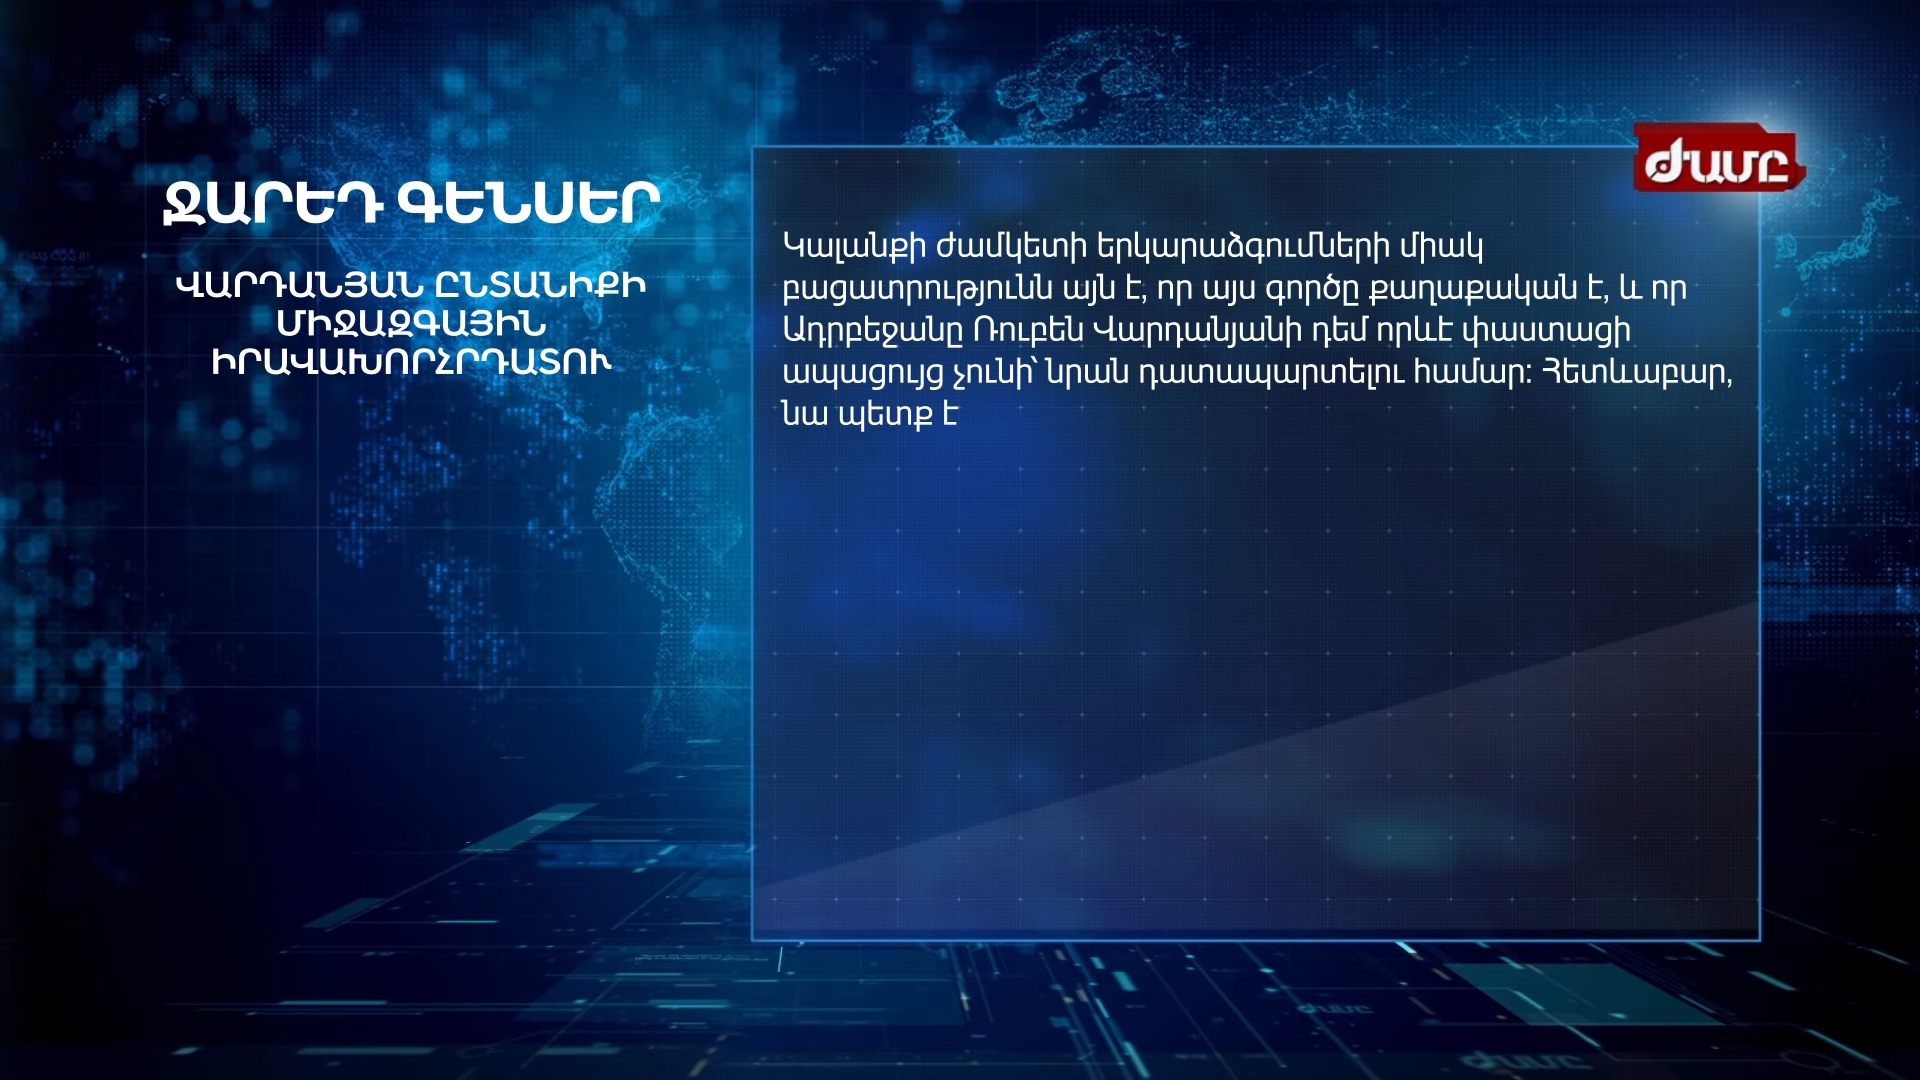 ժամը
ՋԱՐԵԴ ԳԵՆՍԵՐ
ՎԱՐԴԱՆՅԱՆ ԸՆՏԱՆԻՔԻ
ՄԻՋԱԶԳԱՅԻՆ
ԻՐԱՎԱԽՈՐՀՐԴԱՏՈՒ
Կալանքի ժամկետի երկարաձգումների միակ
բացատրությունն այն է, որ այս գործը քաղաքական է, և որ
Ադրբեջանը Ռուբեն Վարդանյանի դեմ որևէ փաստացի
ապացույց չունի՝ նրան դատապարտելու համար: Հետևաբար,
նա պետք է